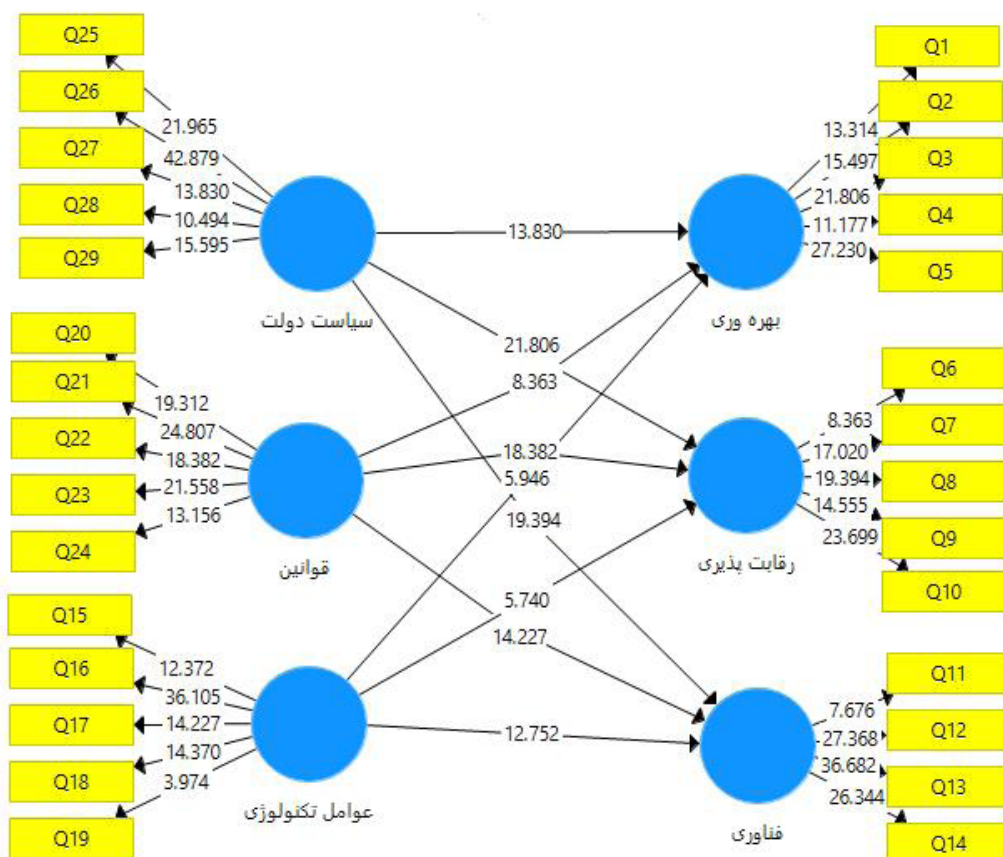 Q25
Q26
Q27
Q28
Q29
21.965
42.879
13.830
10.494
15.595
سیاست دولت
Q20
Q21
Q22
Q23
Q24
19.312
24.807
18.382
21.558
13.156
قوانین
Q15
Q16
Q17
Q18
Q19
12.372
36.105
14.227
14.370
3.974
عوامل تکنولوژی
13.830
21.806
8.363
18.382
5.946
19.394
5.740
14.227
12.752
Q1
Q2
Q3
Q4
Q5
13.314
15.497
21.806
11.177
27.230
بهره وری
Q6
Q7
Q8
Q9
Q10
8.363
17.020
19.394
14.555
23.699
رقابت پذیری
Q11
Q12
Q13
Q14
7.676
27.368
36.682
26.344
فناوری